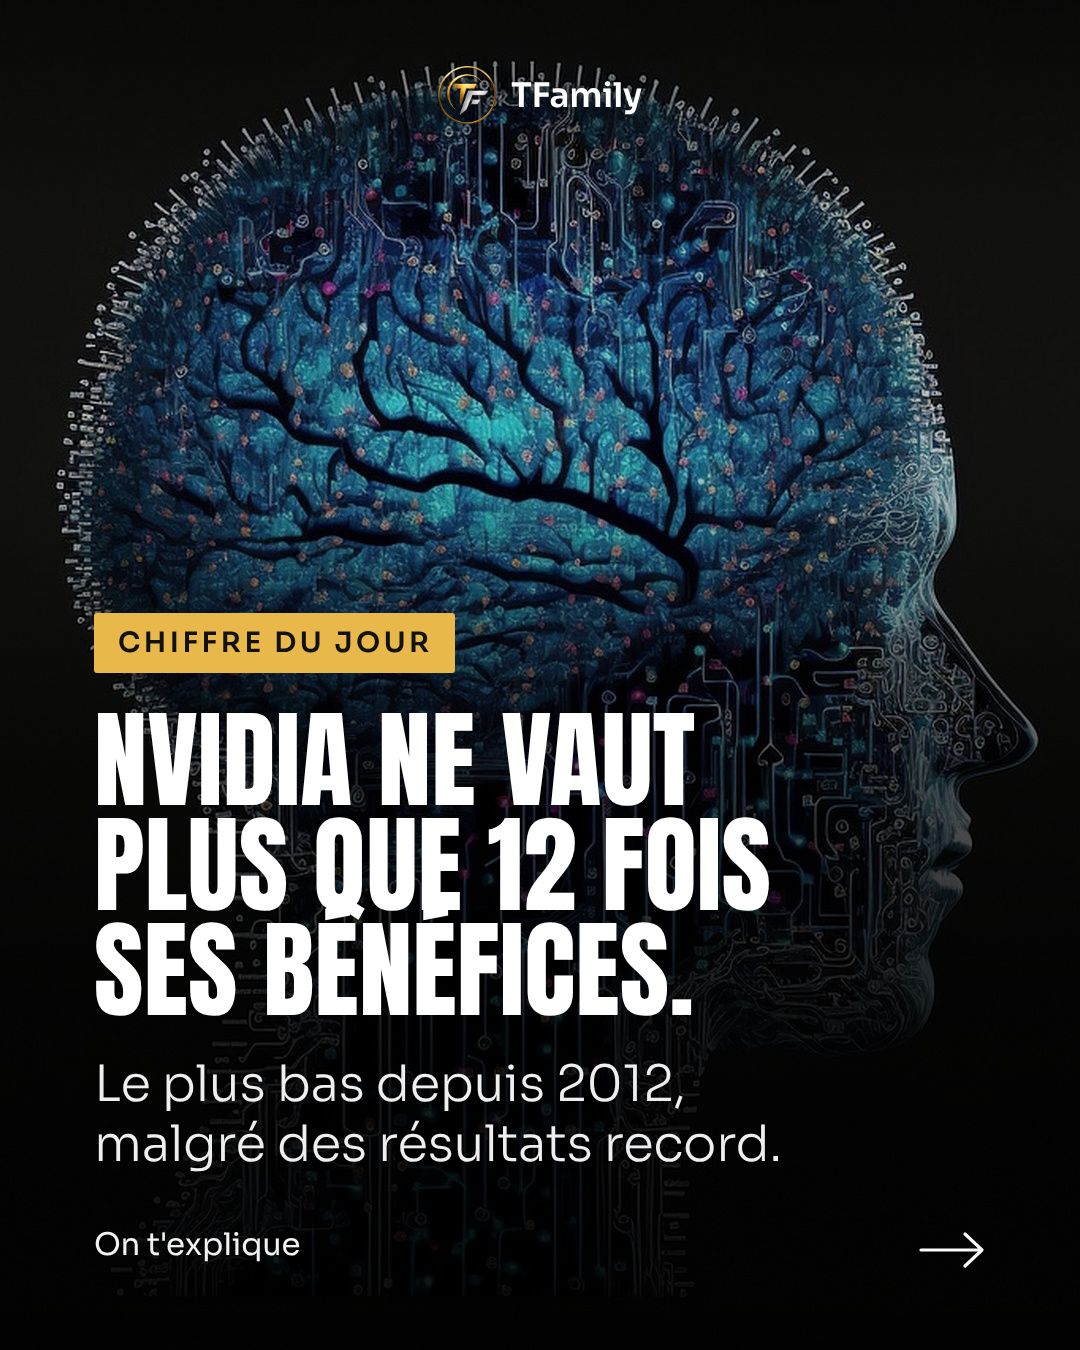 TFamily
CHIFFRE DU JOUR
NVIDIA NE VAUT
PLUS QUE 12 FOIS
SES BÉNÉFICES.
Le plus bas depuis 2012,
malgré des résultats record.
On t'explique